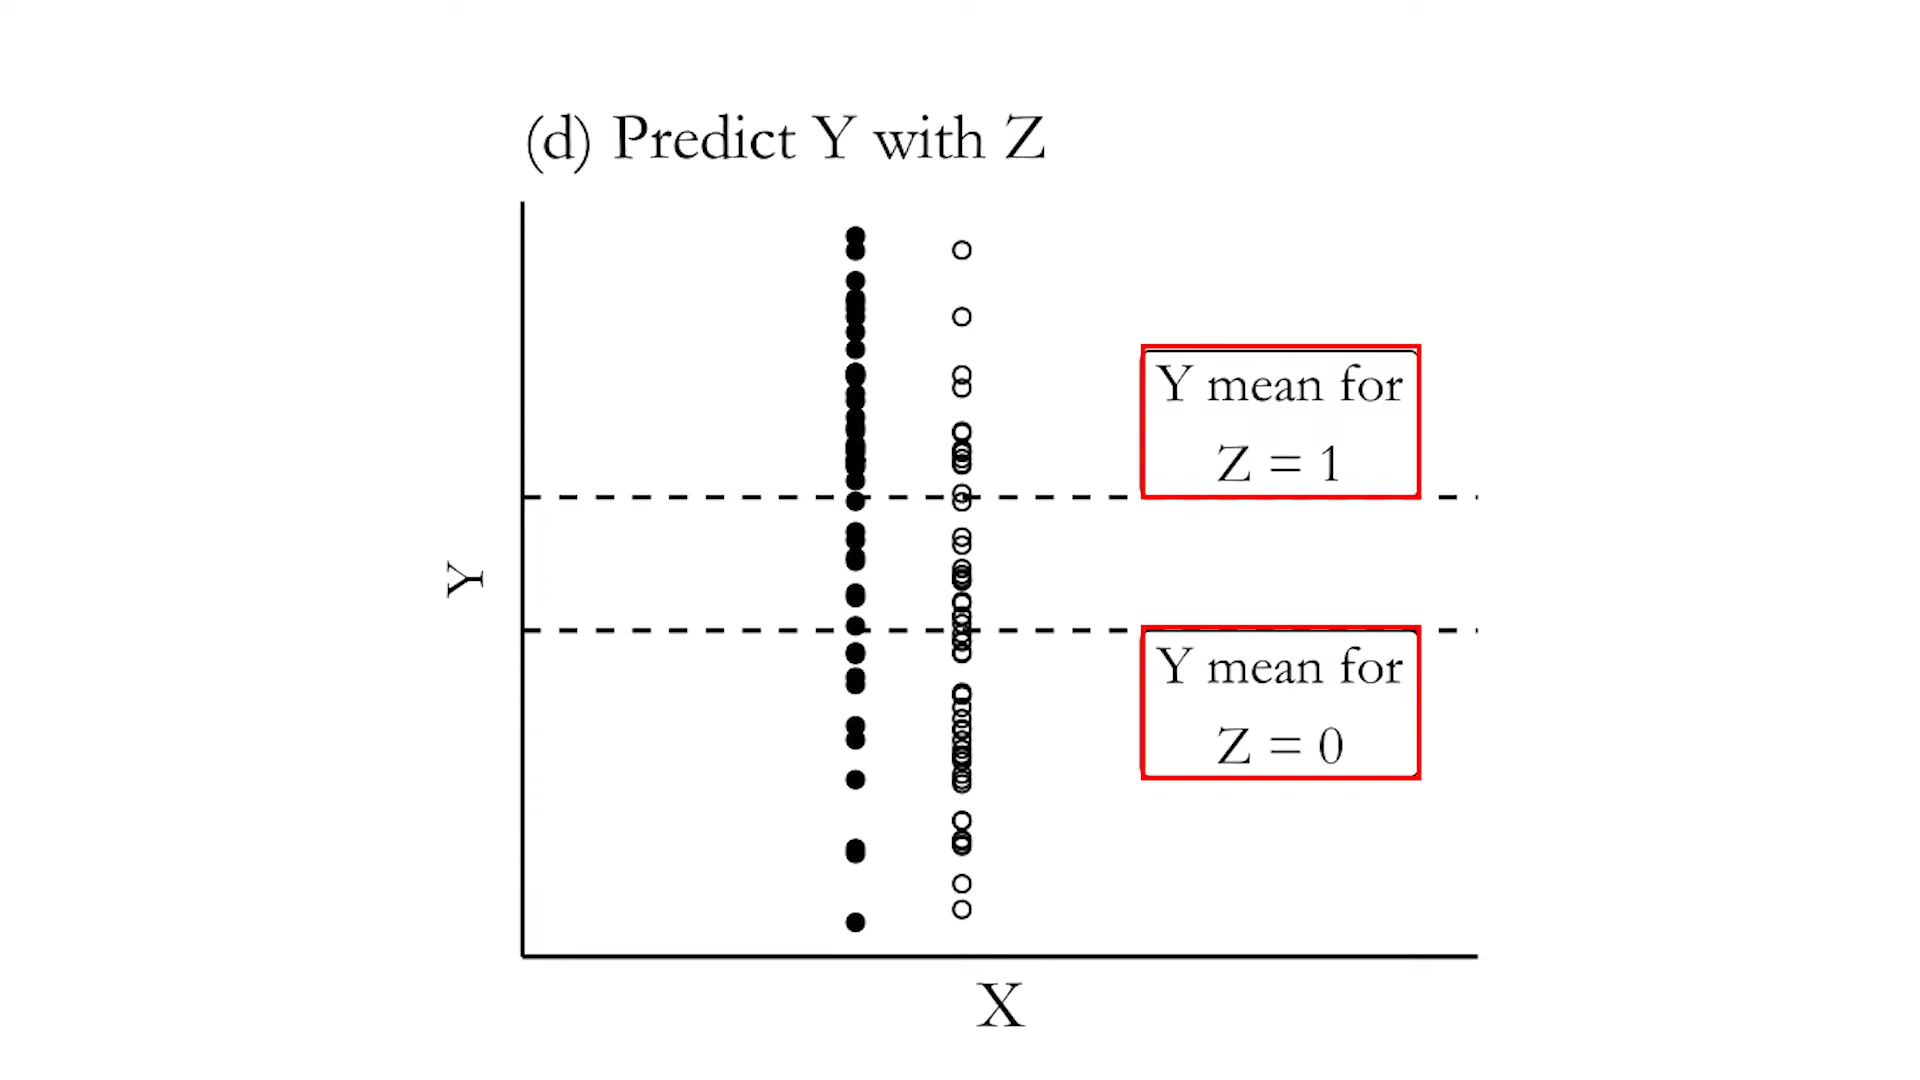 (d) Predict Y with Z
Y mean for
Z = 1
Y
Y mean for
Z = 0
X